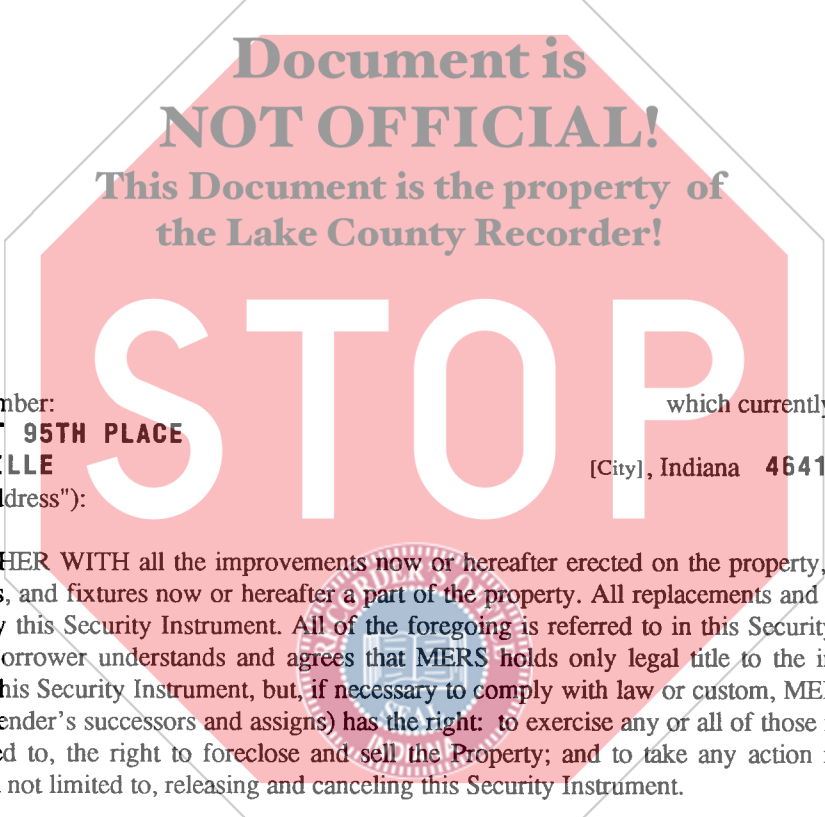 Document is
NOT OFFICIAL!
This Document is the property of
the Lake County Recorder!
STOP
mber: which currently
95TH PLACE
ELLE [City], Indiana 4641
ddress"):
HER WITH all the improvements now or hereafter erected on the property,
s, and fixtures now or hereafter a part of the property. All replacements and
y this Security Instrument. All of the foregoing is referred to in this Security
orrower understands and agrees that MERS holds only legal title to the i
his Security Instrument, but, if necessary to comply with law or custom, ME
ender's successors and assigns) has the right: to exercise any or all of those
ed to, the right to foreclose and sell the Property; and to take any action
not limited to, releasing and canceling this Security Instrument.
RECORDER'S OFFICE
SEAL
INDIANA